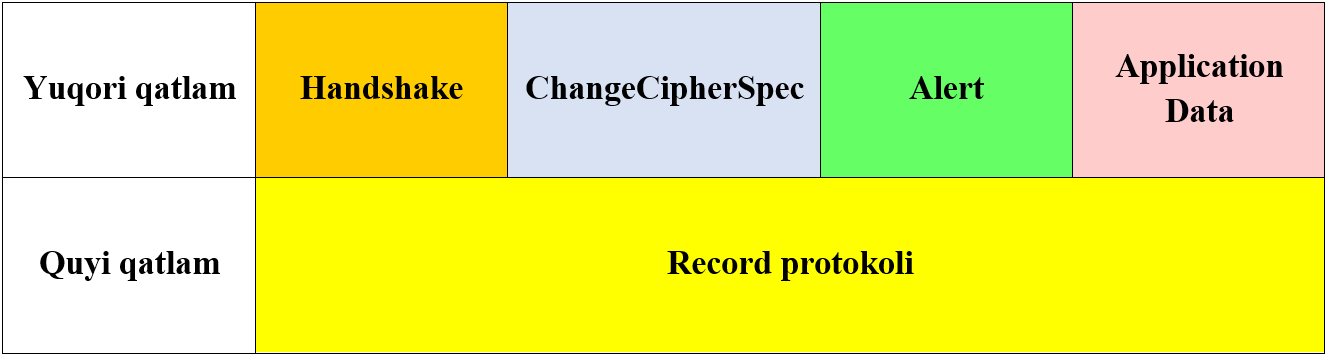 Yuqori qatlam
Handshake
ChangeCipherSpec
Alert
Application
Data
Quyi qatlam
Record protokoli